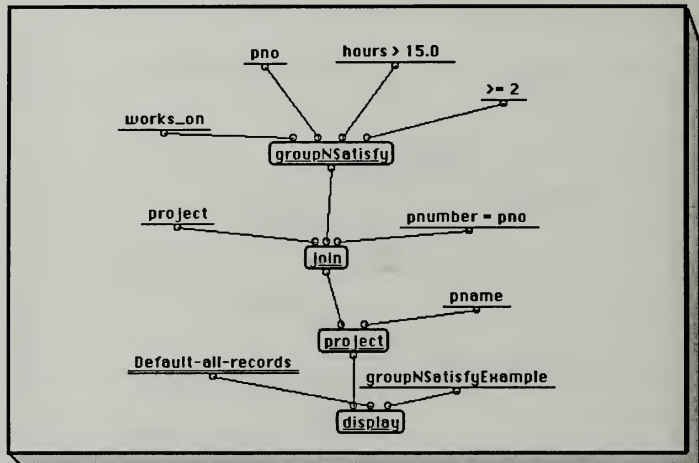 pno
hours > 15.0
>= 2
works_on
groupNSatisfy
project
pnumber = pno
join
pname
project
Default-all-records
groupNSatisfyExample
display